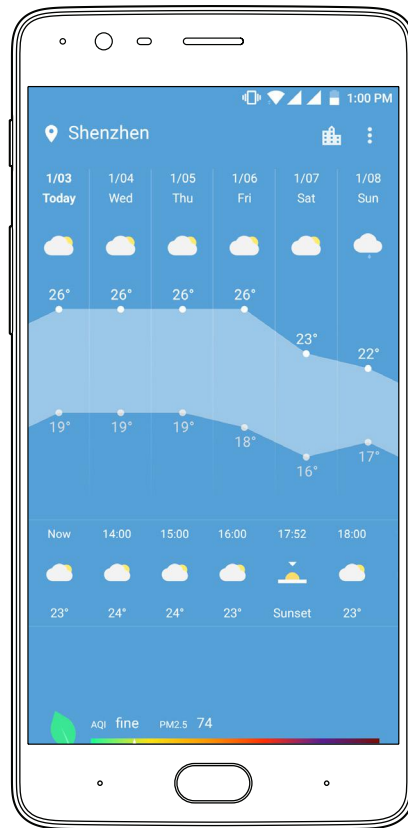 1:00 PM
Shenzhen
1/03 1/04 1/05 1/06 1/07 1/08
Today Wed Thu Fri Sat Sun
26° 26° 26° 26° 23° 22°
19° 19° 19° 18° 16° 17°
Now 14:00 15:00 16:00 17:52 18:00
23° 24° 24° 23° Sunset 23°
AQI fine PM2.5 74